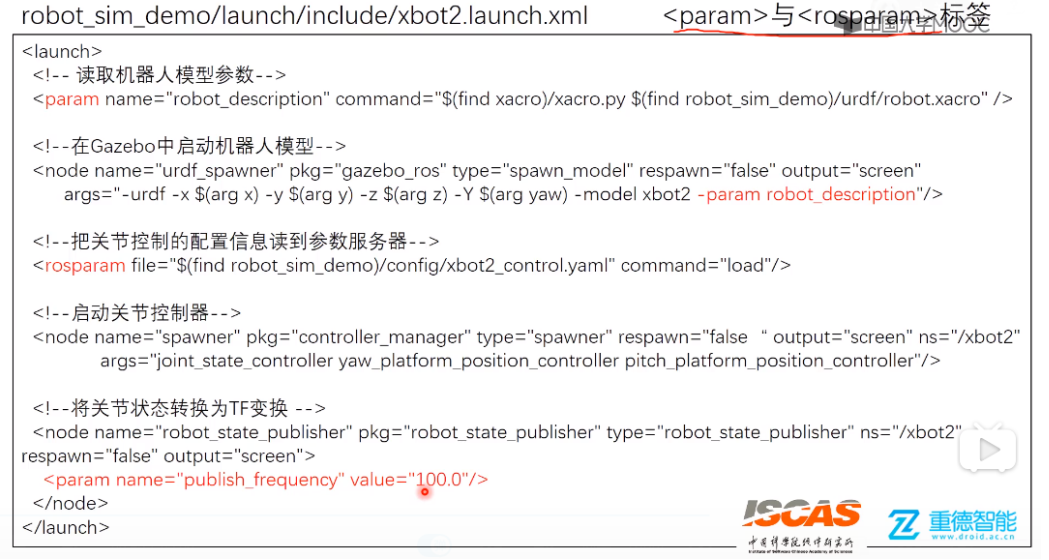 robot_sim_demo/launch/include/xbot2.launch.xml <param>与<rosparam>标签
中国大学MOOC
<launch>
<!-- 读取机器人模型参数-->
<param name="robot_description" command="$(find xacro)/xacro.py $(find robot_sim_demo)/urdf/robot.xacro" />
<!--在Gazebo中启动机器人模型-->
<node name="urdf_spawner" pkg="gazebo_ros" type="spawn_model" respawn="false" output="screen"
args="-urdf -x $(arg x) -y $(arg y) -z $(arg z) -Y $(arg yaw) -model xbot2 -param robot_description"/>
<!--把关节控制的配置信息读到参数服务器-->
<rosparam file="$(find robot_sim_demo)/config/xbot2_control.yaml" command="load"/>
<!--启动关节控制器-->
<node name="spawner" pkg="controller_manager" type="spawner" respawn="false “ output="screen" ns="/xbot2"
args="joint_state_controller yaw_platform_position_controller pitch_platform_position_controller"/>
<!--将关节状态转换为TF变换 -->
<node name="robot_state_publisher" pkg="robot_state_publisher" type="robot_state_publisher" ns="/xbot2"
respawn="false" output="screen">
<param name="publish_frequency" value="100.0"/>
</node>
</launch>
ISCAS
中国科学院软件研究所
Institute of Software Chinese Academy of Sciences
重德智能
www.droid.ac.cn